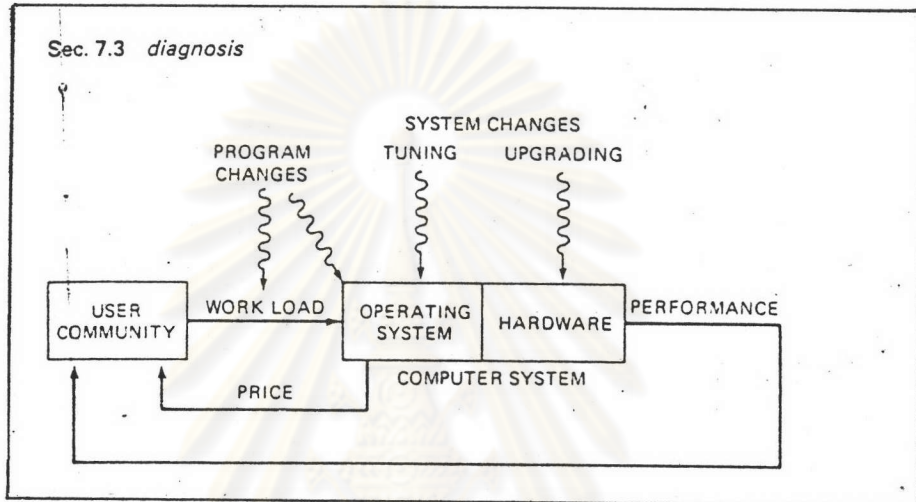 Sec. 7.3 diagnosis
SYSTEM CHANGES
PROGRAM CHANGES
TUNING
UPGRADING
USER COMMUNITY
WORK LOAD
OPERATING SYSTEM
HARDWARE
PERFORMANCE
COMPUTER SYSTEM
PRICE